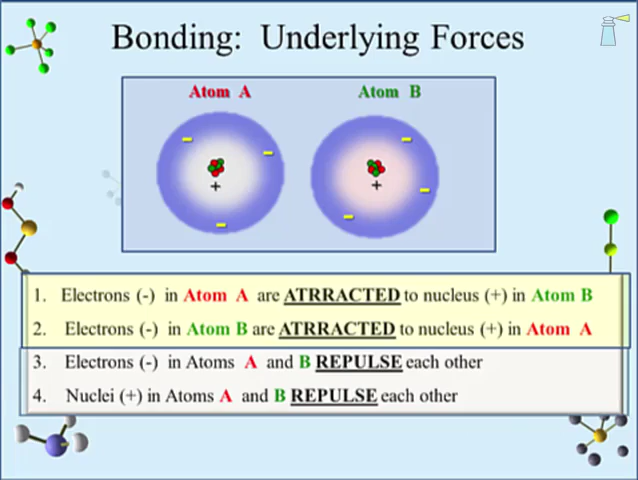 Bonding: Underlying Forces
Atom A
Atom B
+
+
1. Electrons (-) in Atom A are ATRRACTED to nucleus (+) in Atom B
2. Electrons (-) in Atom B are ATRRACTED to nucleus (+) in Atom A
3. Electrons (-) in Atoms A and B REPULSE each other
4. Nuclei (+) in Atoms A and B REPULSE each other